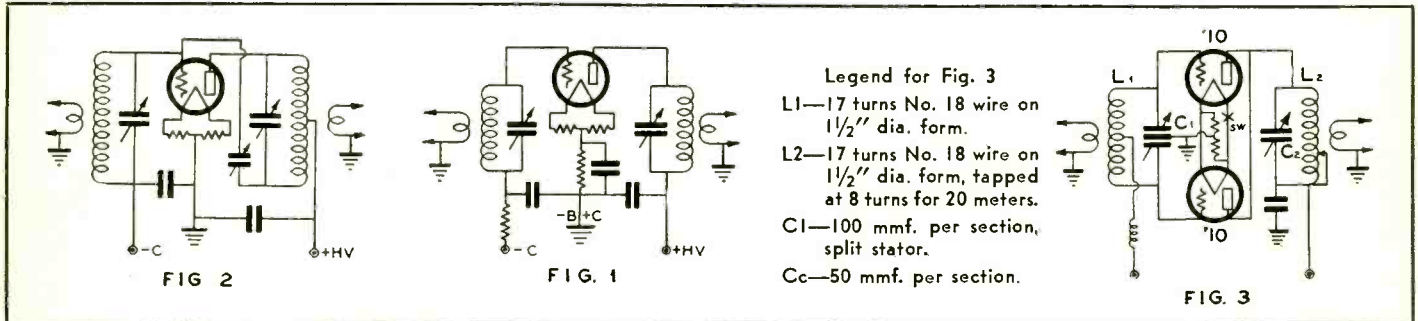 FIG 2
-C
+HV
FIG. 1
-C
-B
+C
+HV
Legend for Fig. 3
L1—17 turns No. 18 wire on
1½" dia. form.
L2—17 turns No. 18 wire on
1½" dia. form, tapped
at 8 turns for 20 meters.
C1—100 mmf. per section,
split stator.
Cc—50 mmf. per section.
'10
L1
L2
C1
X
SW
C2
'10
FIG. 3